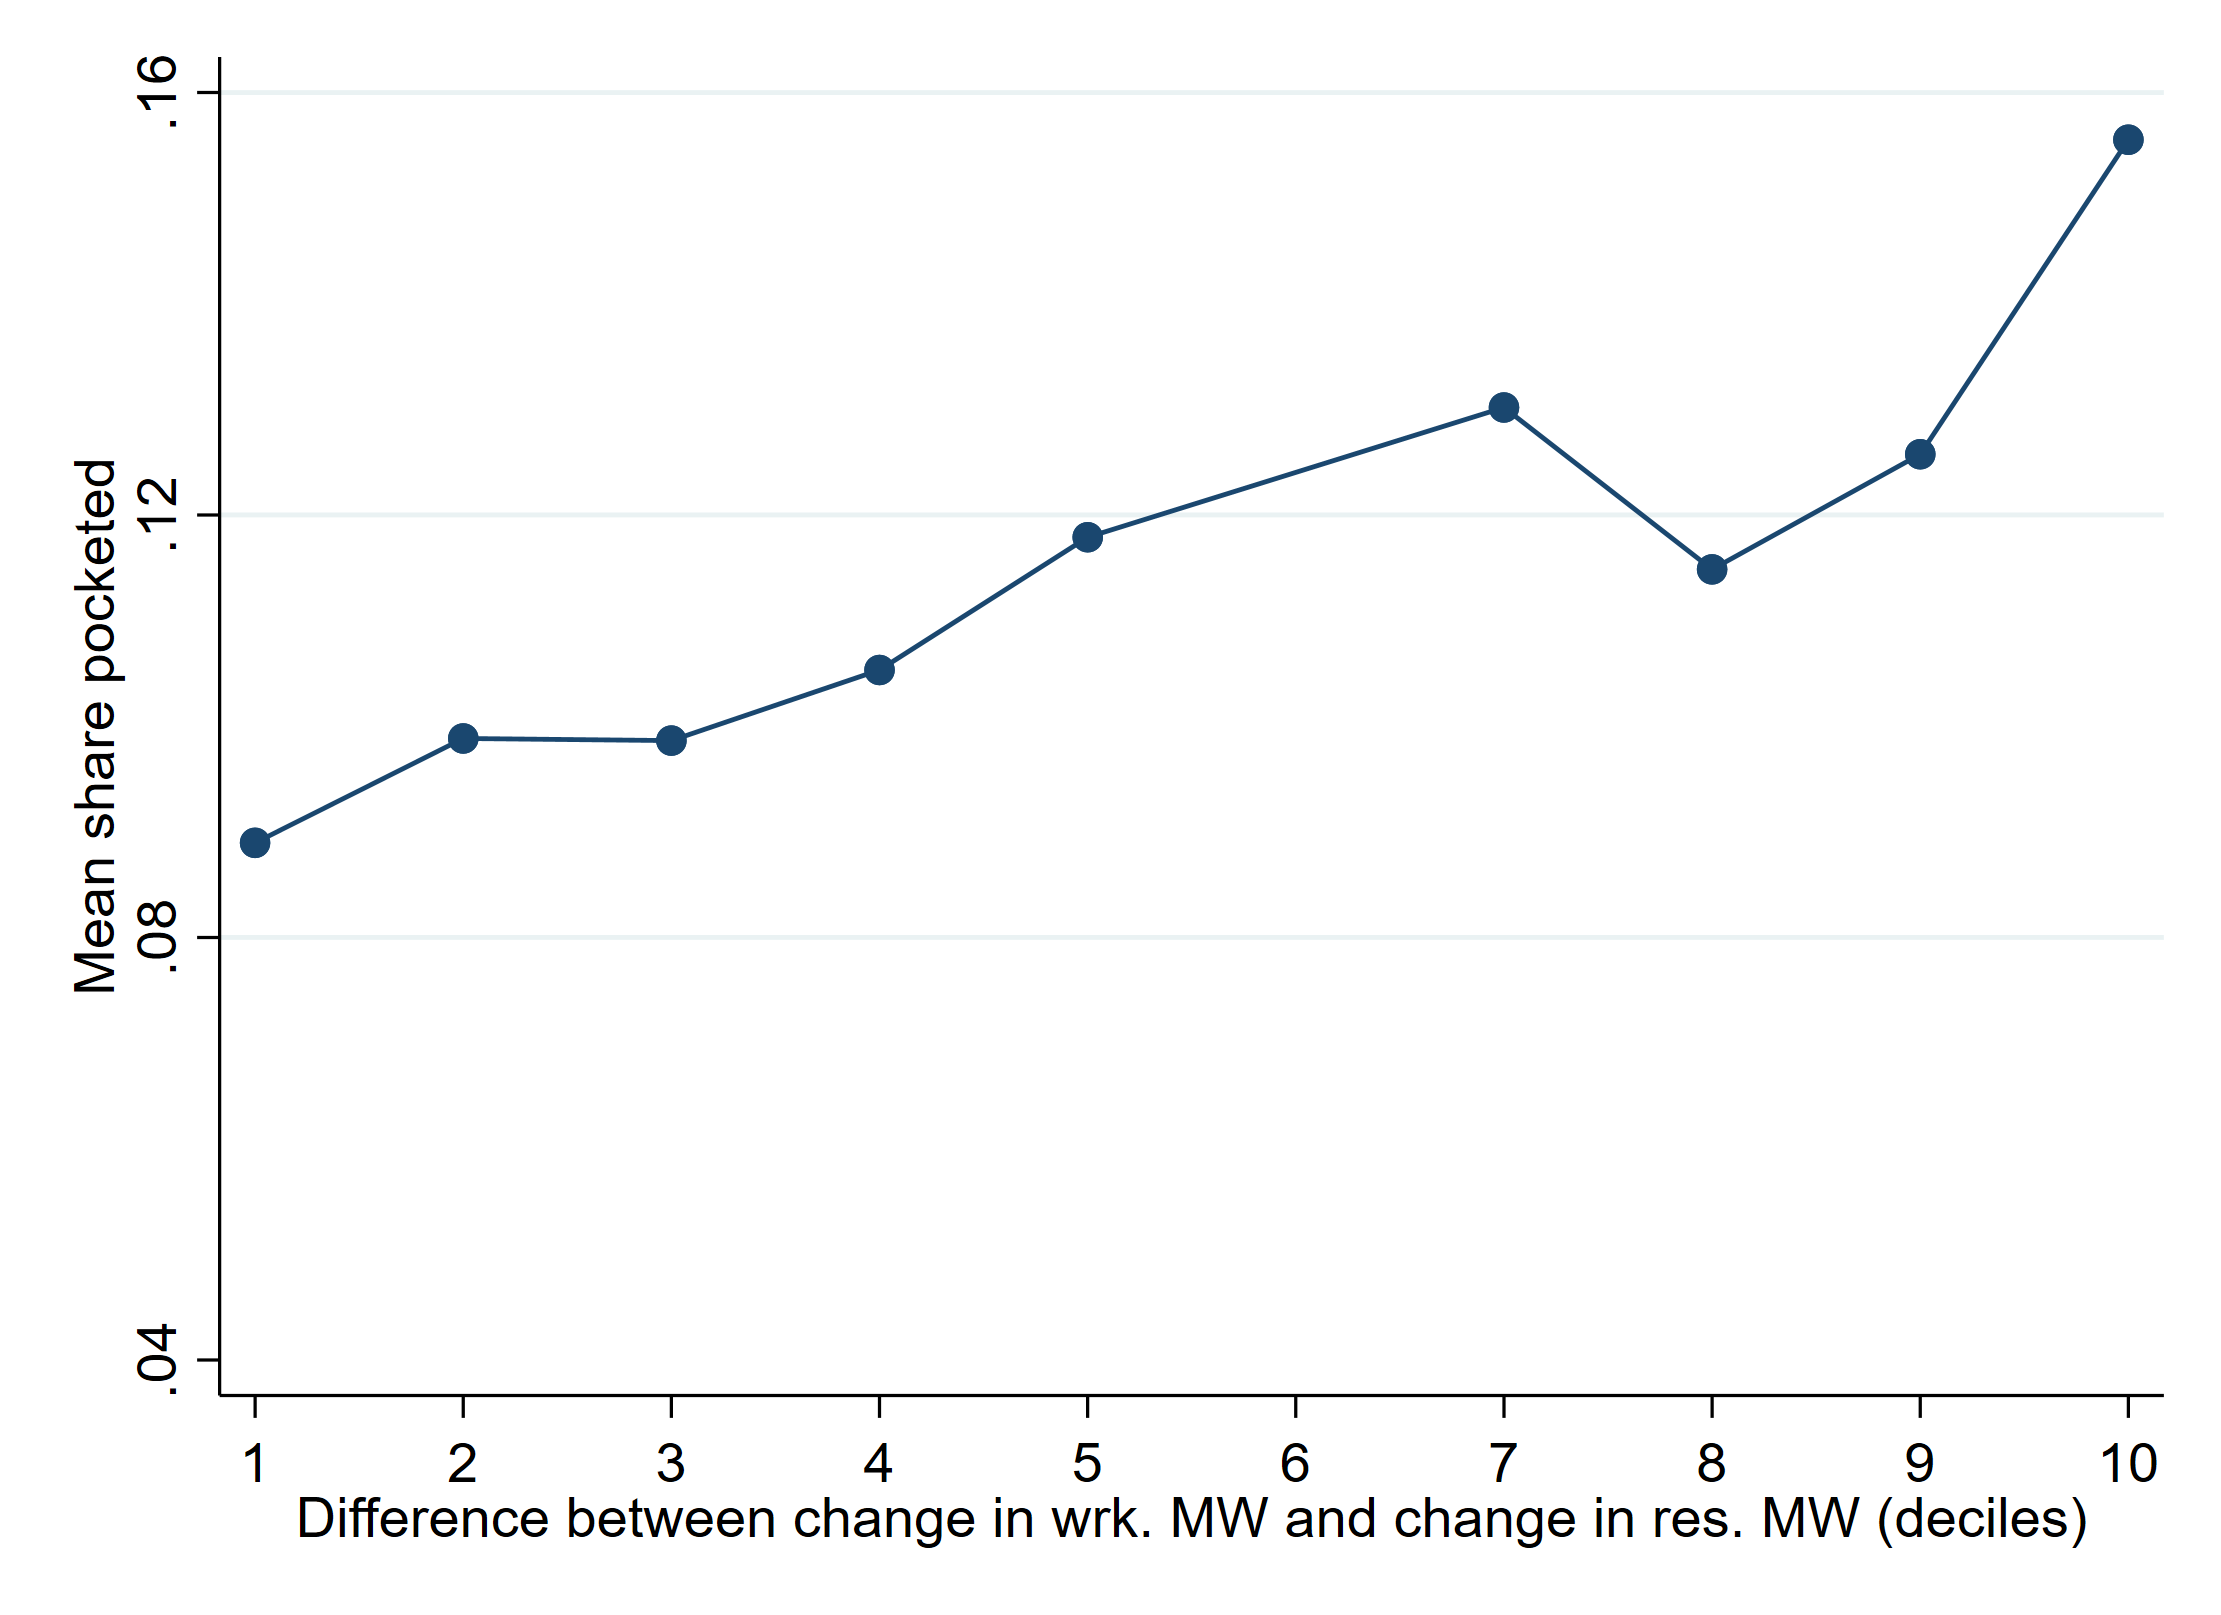 Mean share pocketed
.16
.12
.08
.04
1 2 3 4 5 6 7 8 9 10
Difference between change in wrk. MW and change in res. MW (deciles)